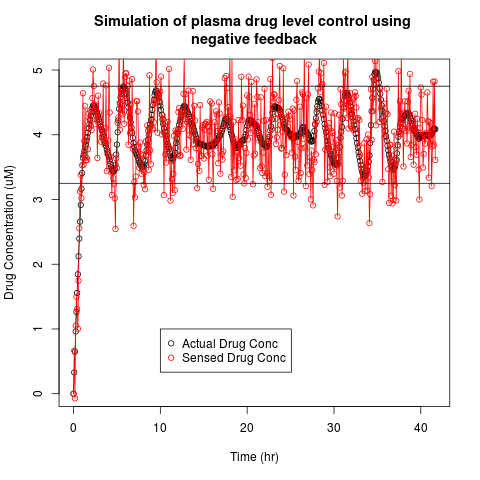 Simulation of plasma drug level control using
negative feedback
Drug Concentration (uM)
5
4
3
2
1
0
Actual Drug Conc
Sensed Drug Conc
0 10 20 30 40
Time (hr)